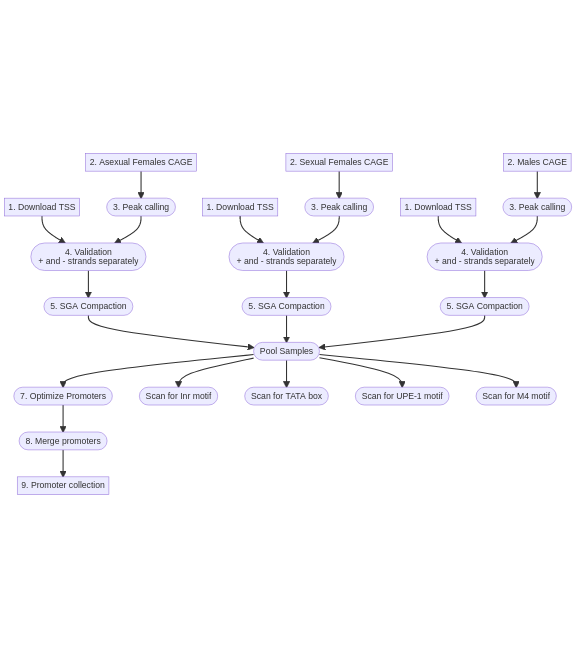 2. Asexual Females CAGE
2. Sexual Females CAGE
2. Males CAGE
1. Download TSS
3. Peak calling
1. Download TSS
3. Peak calling
1. Download TSS
3. Peak calling
4. Validation
+ and - strands separately
4. Validation
+ and - strands separately
4. Validation
+ and - strands separately
5. SGA Compaction
5. SGA Compaction
5. SGA Compaction
Pool Samples
7. Optimize Promoters
Scan for Inr motif
Scan for TATA box
Scan for UPE-1 motif
Scan for M4 motif
8. Merge promoters
9. Promoter collection